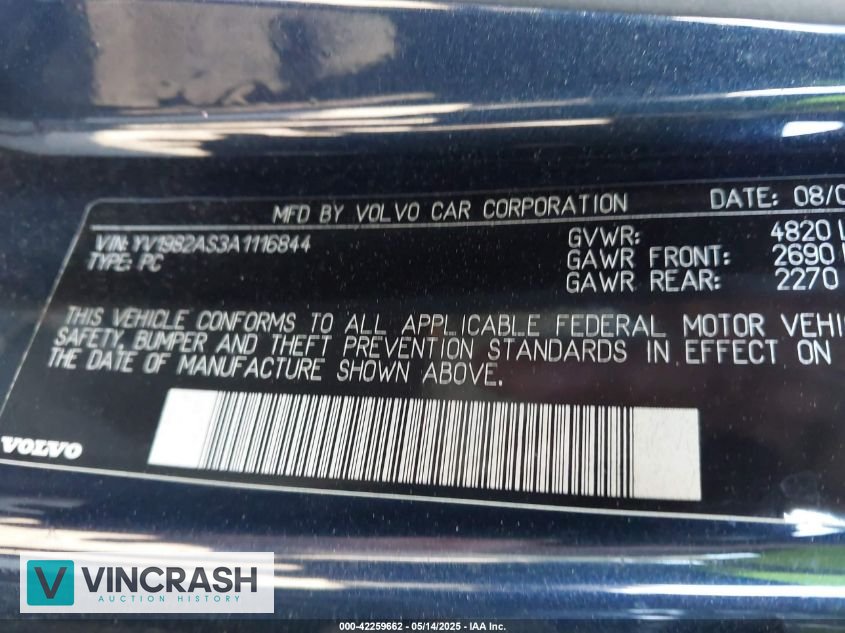 MFD BY VOLVO CAR CORPORATION DATE: 08/0
VIN: YV1982AS3A1116844 GVWR: 4820 L
TYPE: PC GAWR FRONT: 2690
GAWR REAR: 2270
THIS VEHICLE CONFORMS TO ALL APPLICABLE FEDERAL MOTOR VEHIC
SAFETY, BUMPER AND THEFT PREVENTION STANDARDS IN EFFECT ON
THE DATE OF MANUFACTURE SHOWN ABOVE.
VOLVO
V VINCRASH
AUCTION HISTORY
000-42259662 - 05/14/2025 - IAA Inc.